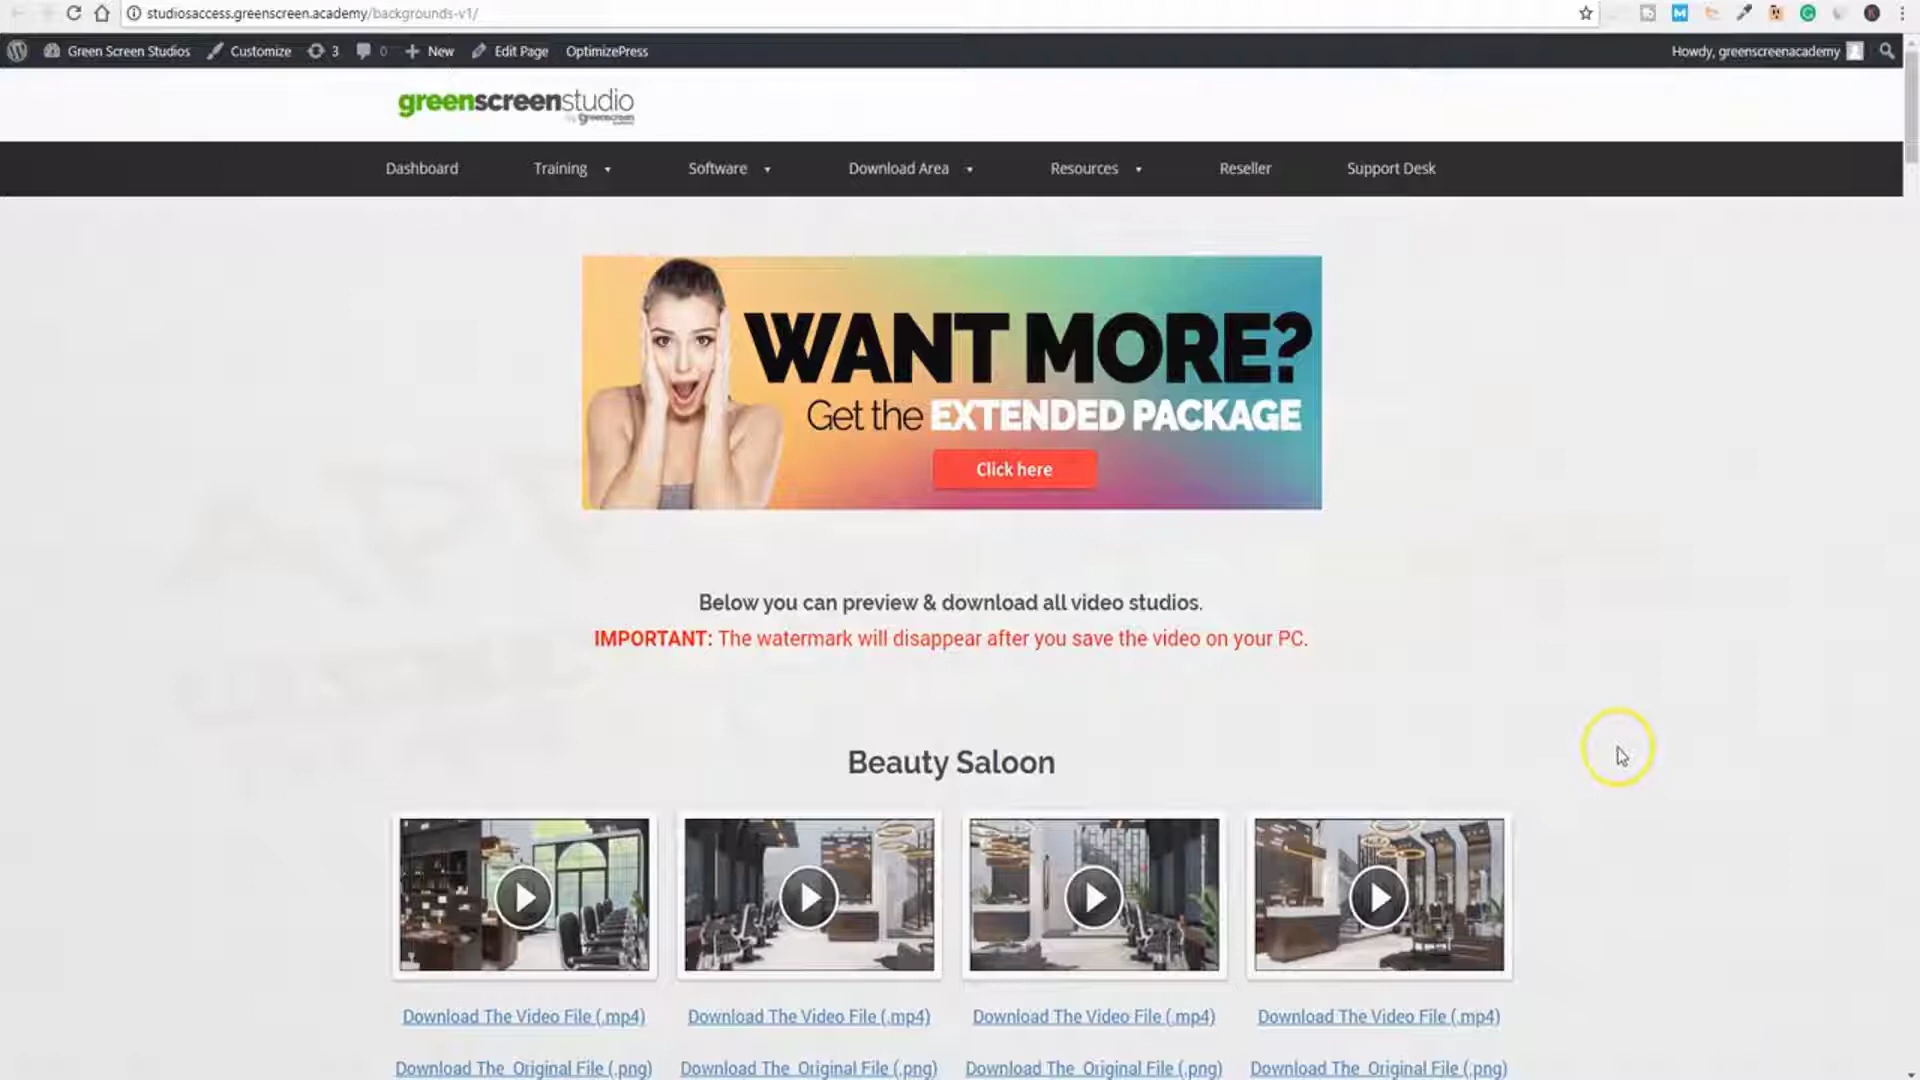 studiosaccess.greenscreen.academy/backgrounds-v1/
Green Screen Studios Customize 3 0 New Edit Page OptimizePress Howdy, greenscreenacademy
greenscreenstudio
by greenscreen
Dashboard Training Software Download Area Resources Reseller Support Desk
WANT MORE?
Get the EXTENDED PACKAGE
Click here
Below you can preview & download all video studios.
IMPORTANT: The watermark will disappear after you save the video on your PC.
Beauty Saloon
Download The Video File (.mp4) Download The Video File (.mp4) Download The Video File (.mp4) Download The Video File (.mp4)
Download The Original File (.png) Download The Original File (.png) Download The Original File (.png) Download The Original File (.png)